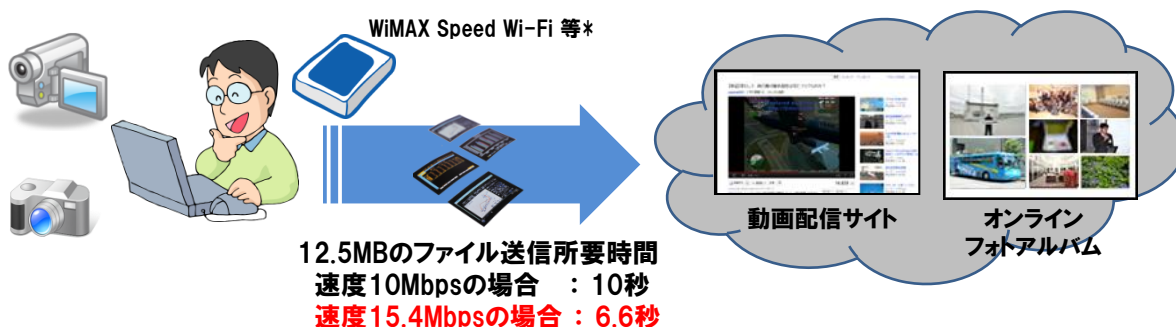 WiMAX Speed Wi-Fi 等*
動画配信サイト
オンライン
フォトアルバム
12.5MBのファイル送信所要時間
速度10Mbpsの場合 : 10秒
速度15.4Mbpsの場合 : 6.6秒